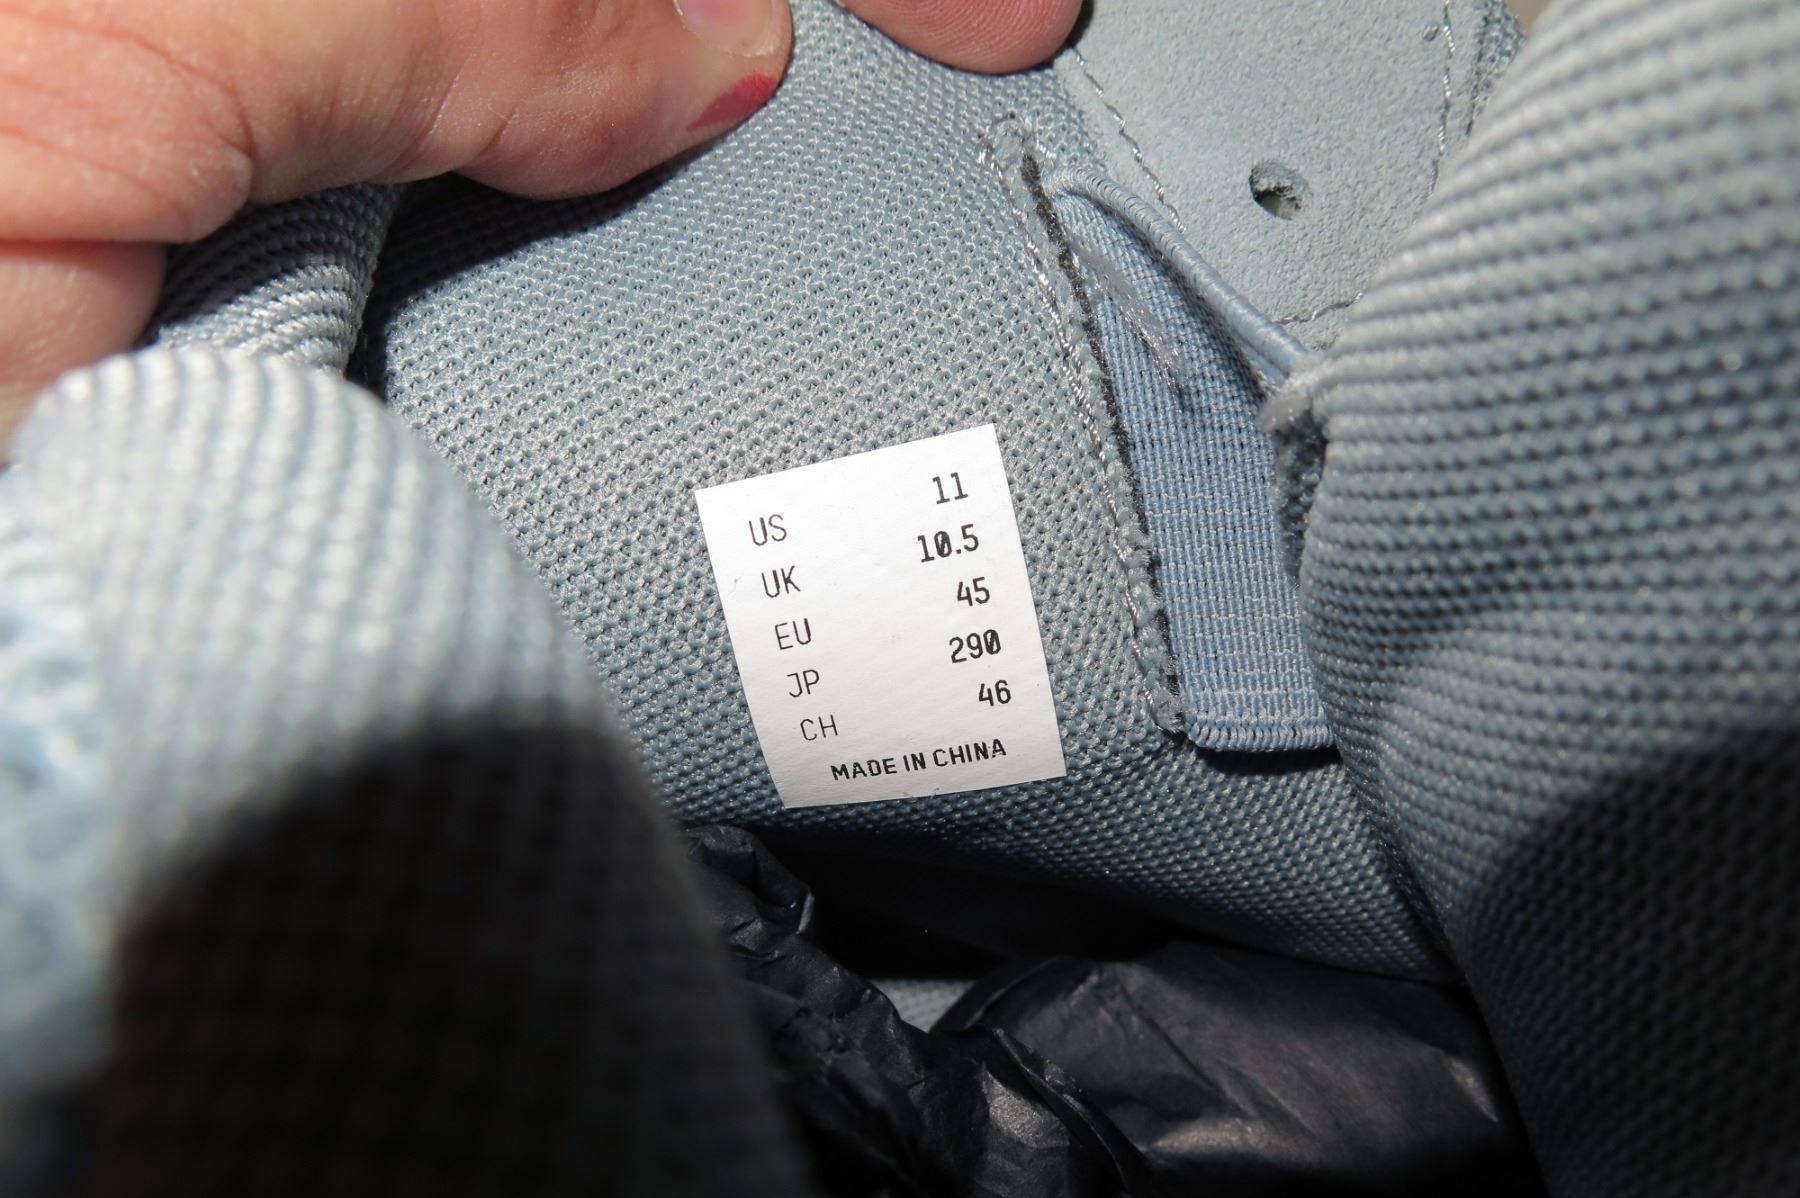 US 11
UK 10.5
EU 45
JP 290
CH 46
MADE IN CHINA